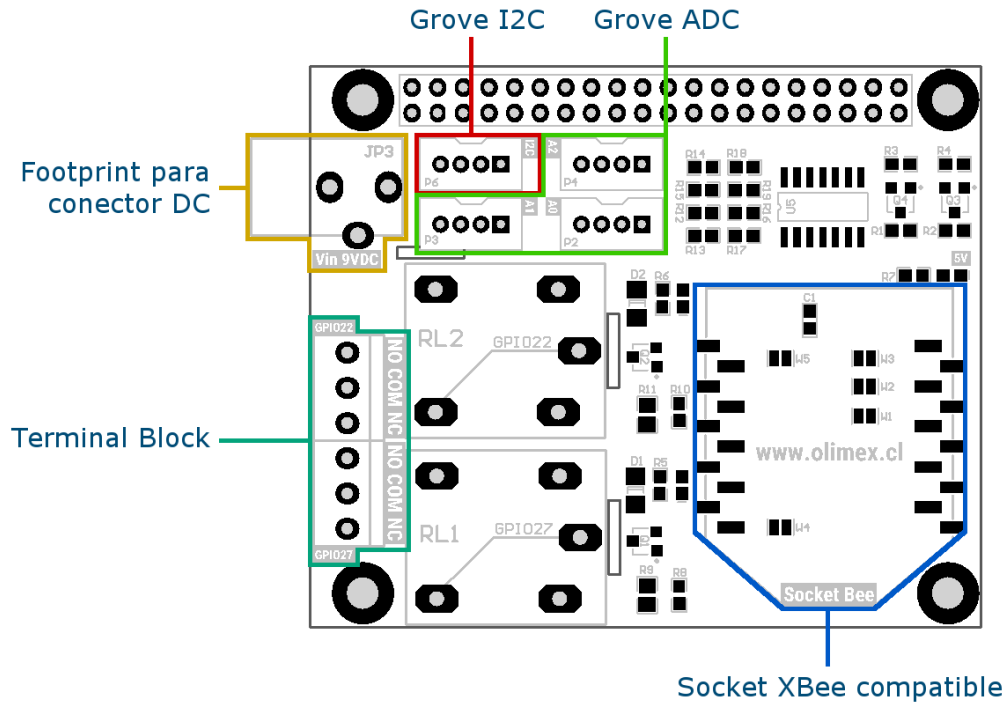 Grove I2C
Grove ADC
Footprint para
conector DC
JP3
Vin 9VDC
I2C
P6
A2
P4
A1
P3
A0
P2
R14
R18
R15
R19
R12
R16
R13
R17
U5
R3
R4
Q4
Q3
R1
R2
5V
R7
Terminal Block
GPIO22
NO COM NC
NO COM NC
GPIO27
RL2
GPIO22
RL1
GPIO27
D2
R6
Q2
R11
R10
D1
R5
Q1
R9
R8
C1
W5
W3
W2
W1
www.olimex.cl
W4
Socket Bee
Socket XBee compatible